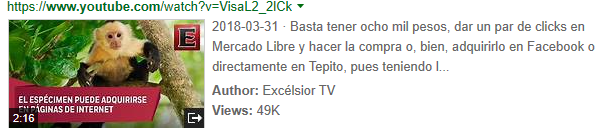 https://www.youtube.com/watch?v=VisaL2_2lCk
2018-03-31 · Basta tener ocho mil pesos, dar un par de clicks en
Mercado Libre y hacer la compra o, bien, adquirirlo en Facebook o
directamente en Tepito, pues teniendo l...
Author: Excélsior TV
Views: 49K
E
EL ESPÉCIMEN PUEDE ADQUIRIRSE
EN PÁGINAS DE INTERNET
2:16